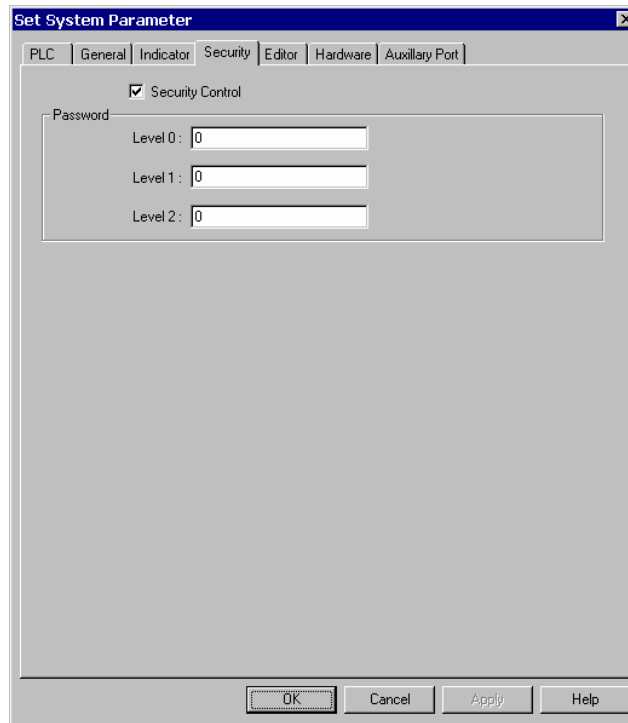 Set System Parameter
PLC General Indicator Security Editor Hardware Auxillary Port
Security Control
Password
Level 0 : 0
Level 1 : 0
Level 2 : 0
OK Cancel Apply Help